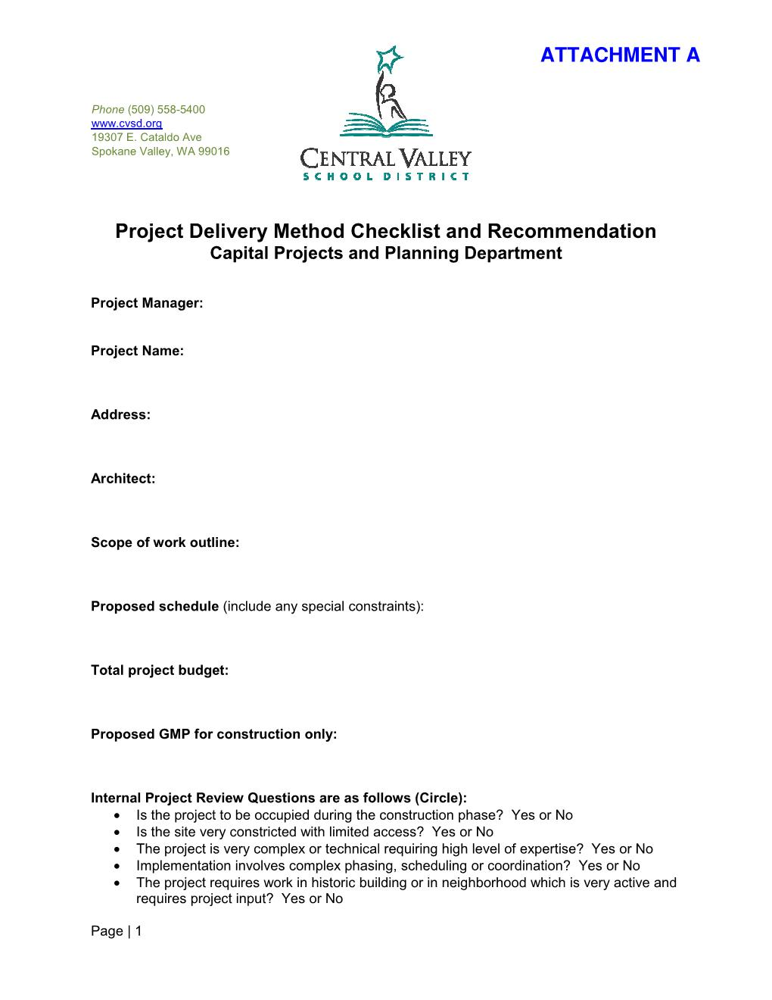 ATTACHMENT A
Phone (509) 558-5400
www.cvsd.org
19307 E. Cataldo Ave
Spokane Valley, WA 99016
CENTRAL VALLEY
SCHOOL DISTRICT
Project Delivery Method Checklist and Recommendation
Capital Projects and Planning Department
Project Manager:
Project Name:
Address:
Architect:
Scope of work outline:
Proposed schedule (include any special constraints):
Total project budget:
Proposed GMP for construction only:
Internal Project Review Questions are as follows (Circle):
• Is the project to be occupied during the construction phase?  Yes or No
• Is the site very constricted with limited access?  Yes or No
• The project is very complex or technical requiring high level of expertise?  Yes or No
• Implementation involves complex phasing, scheduling or coordination?  Yes or No
• The project requires work in historic building or in neighborhood which is very active and
requires project input?  Yes or No
Page | 1